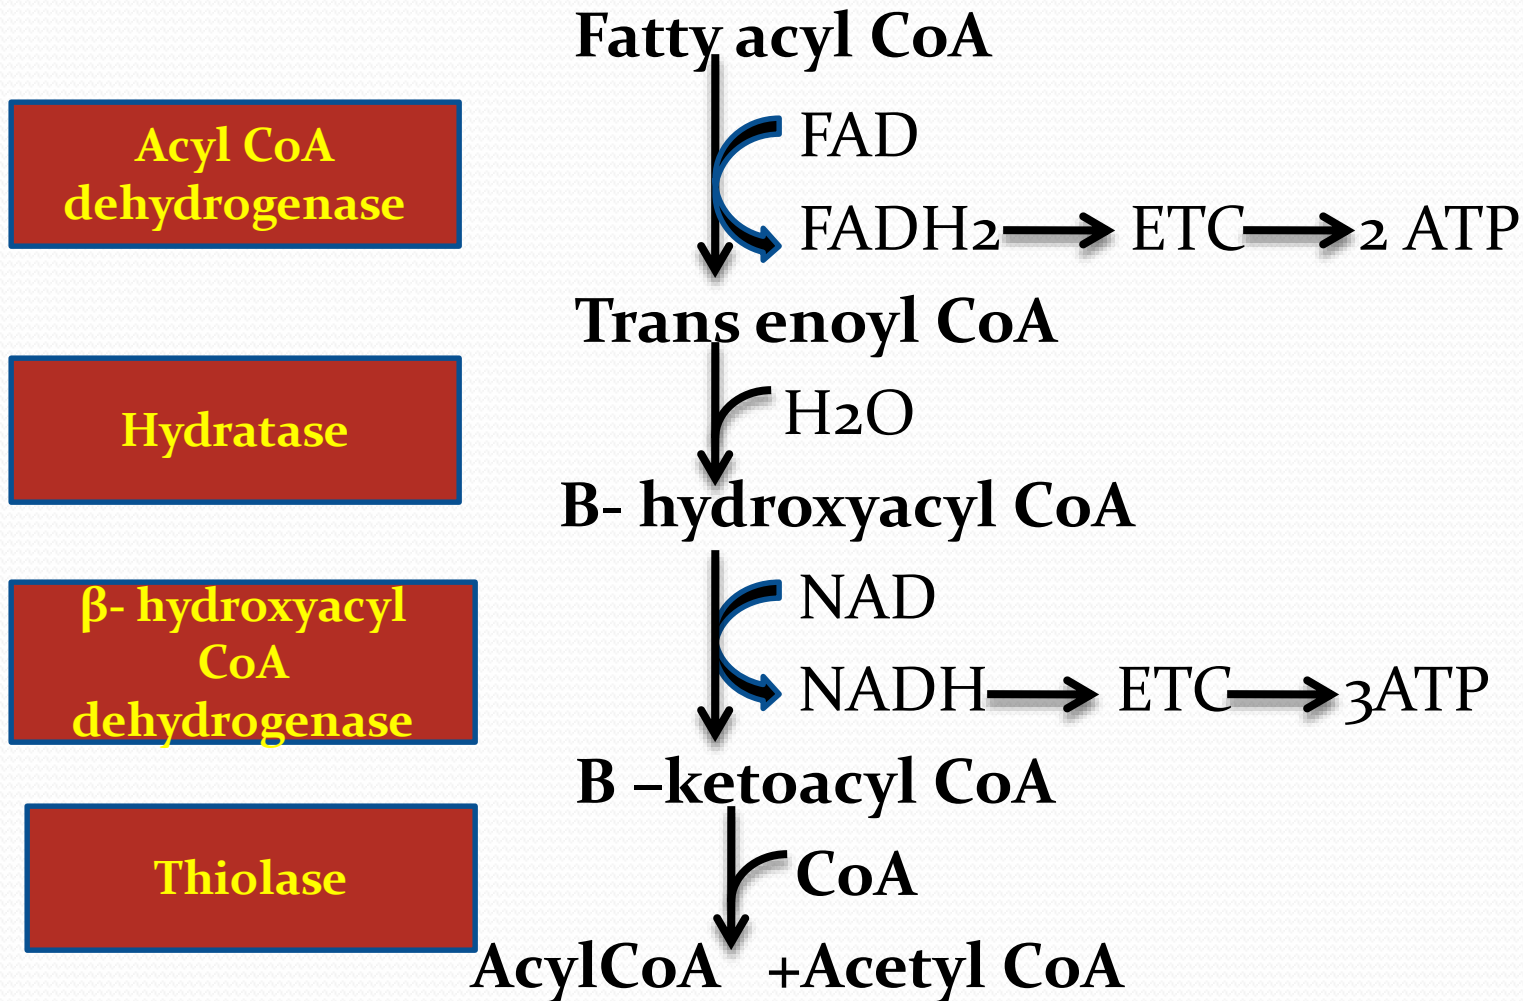 Fatty acyl CoA
Acyl CoA
dehydrogenase
FAD
FADH2 ETC 2 ATP
Trans enoyl CoA
Hydratase
H2O
B- hydroxyacyl CoA
β- hydroxyacyl
CoA
dehydrogenase
NAD
NADH ETC 3ATP
B –ketoacyl CoA
Thiolase
CoA
AcylCoA +Acetyl CoA